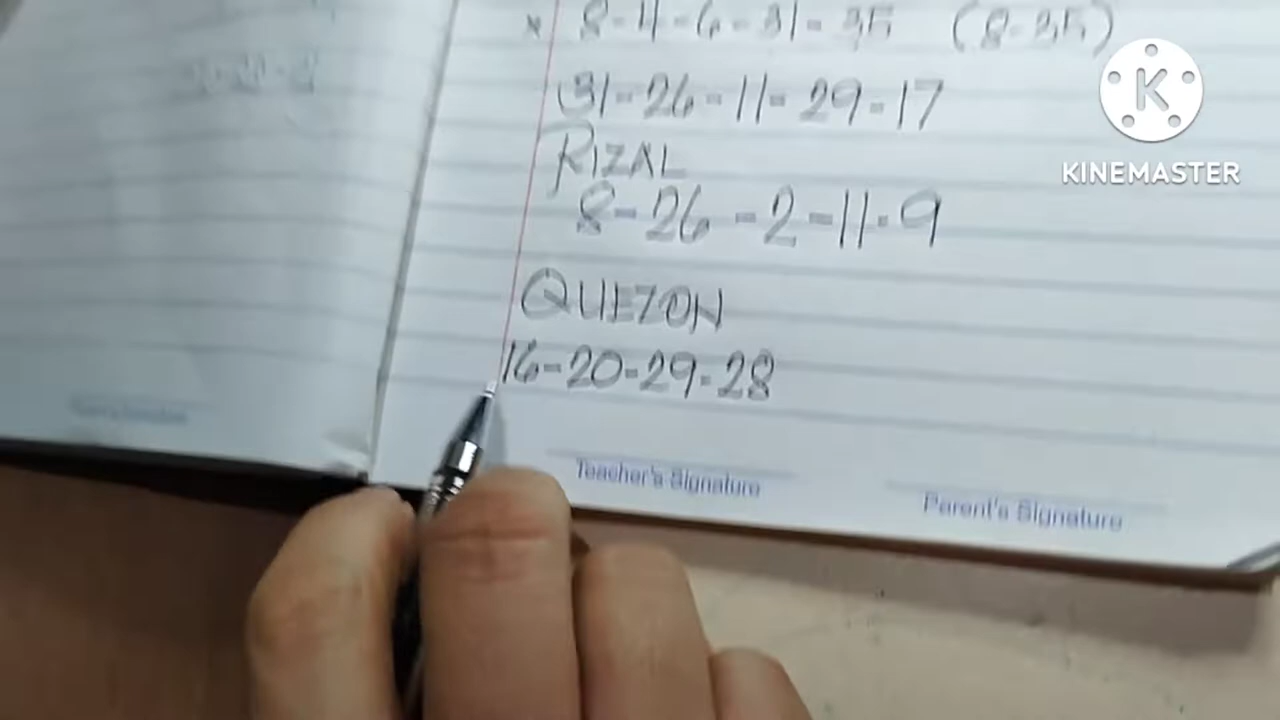 × 8-4-6-31-35 (8-35)
31-26-11-29-17
RIZAL
8-26-2-11-9
QUEZON
16-20-29-28
Teacher's Signature
Parent's Signature
KINEMASTER